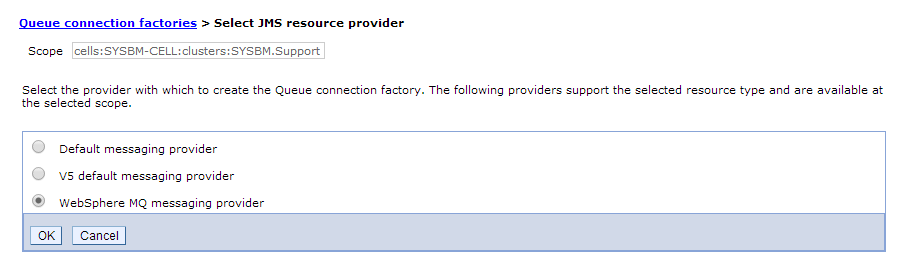 Queue connection factories > Select JMS resource provider
Scope cells:SYSBM-CELL:clusters:SYSBM.Support
Select the provider with which to create the Queue connection factory. The following providers support the selected resource type and are available at
the selected scope.
Default messaging provider
V5 default messaging provider
WebSphere MQ messaging provider
OK Cancel